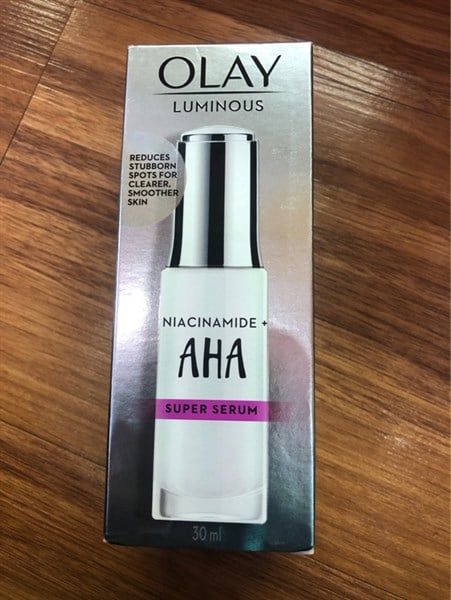 OLAY
LUMINOUS
REDUCES
STUBBORN
SPOTS FOR
CLEARER,
SMOOTHER
SKIN
NIACINAMIDE +
AHA
SUPER SERUM
30 ml